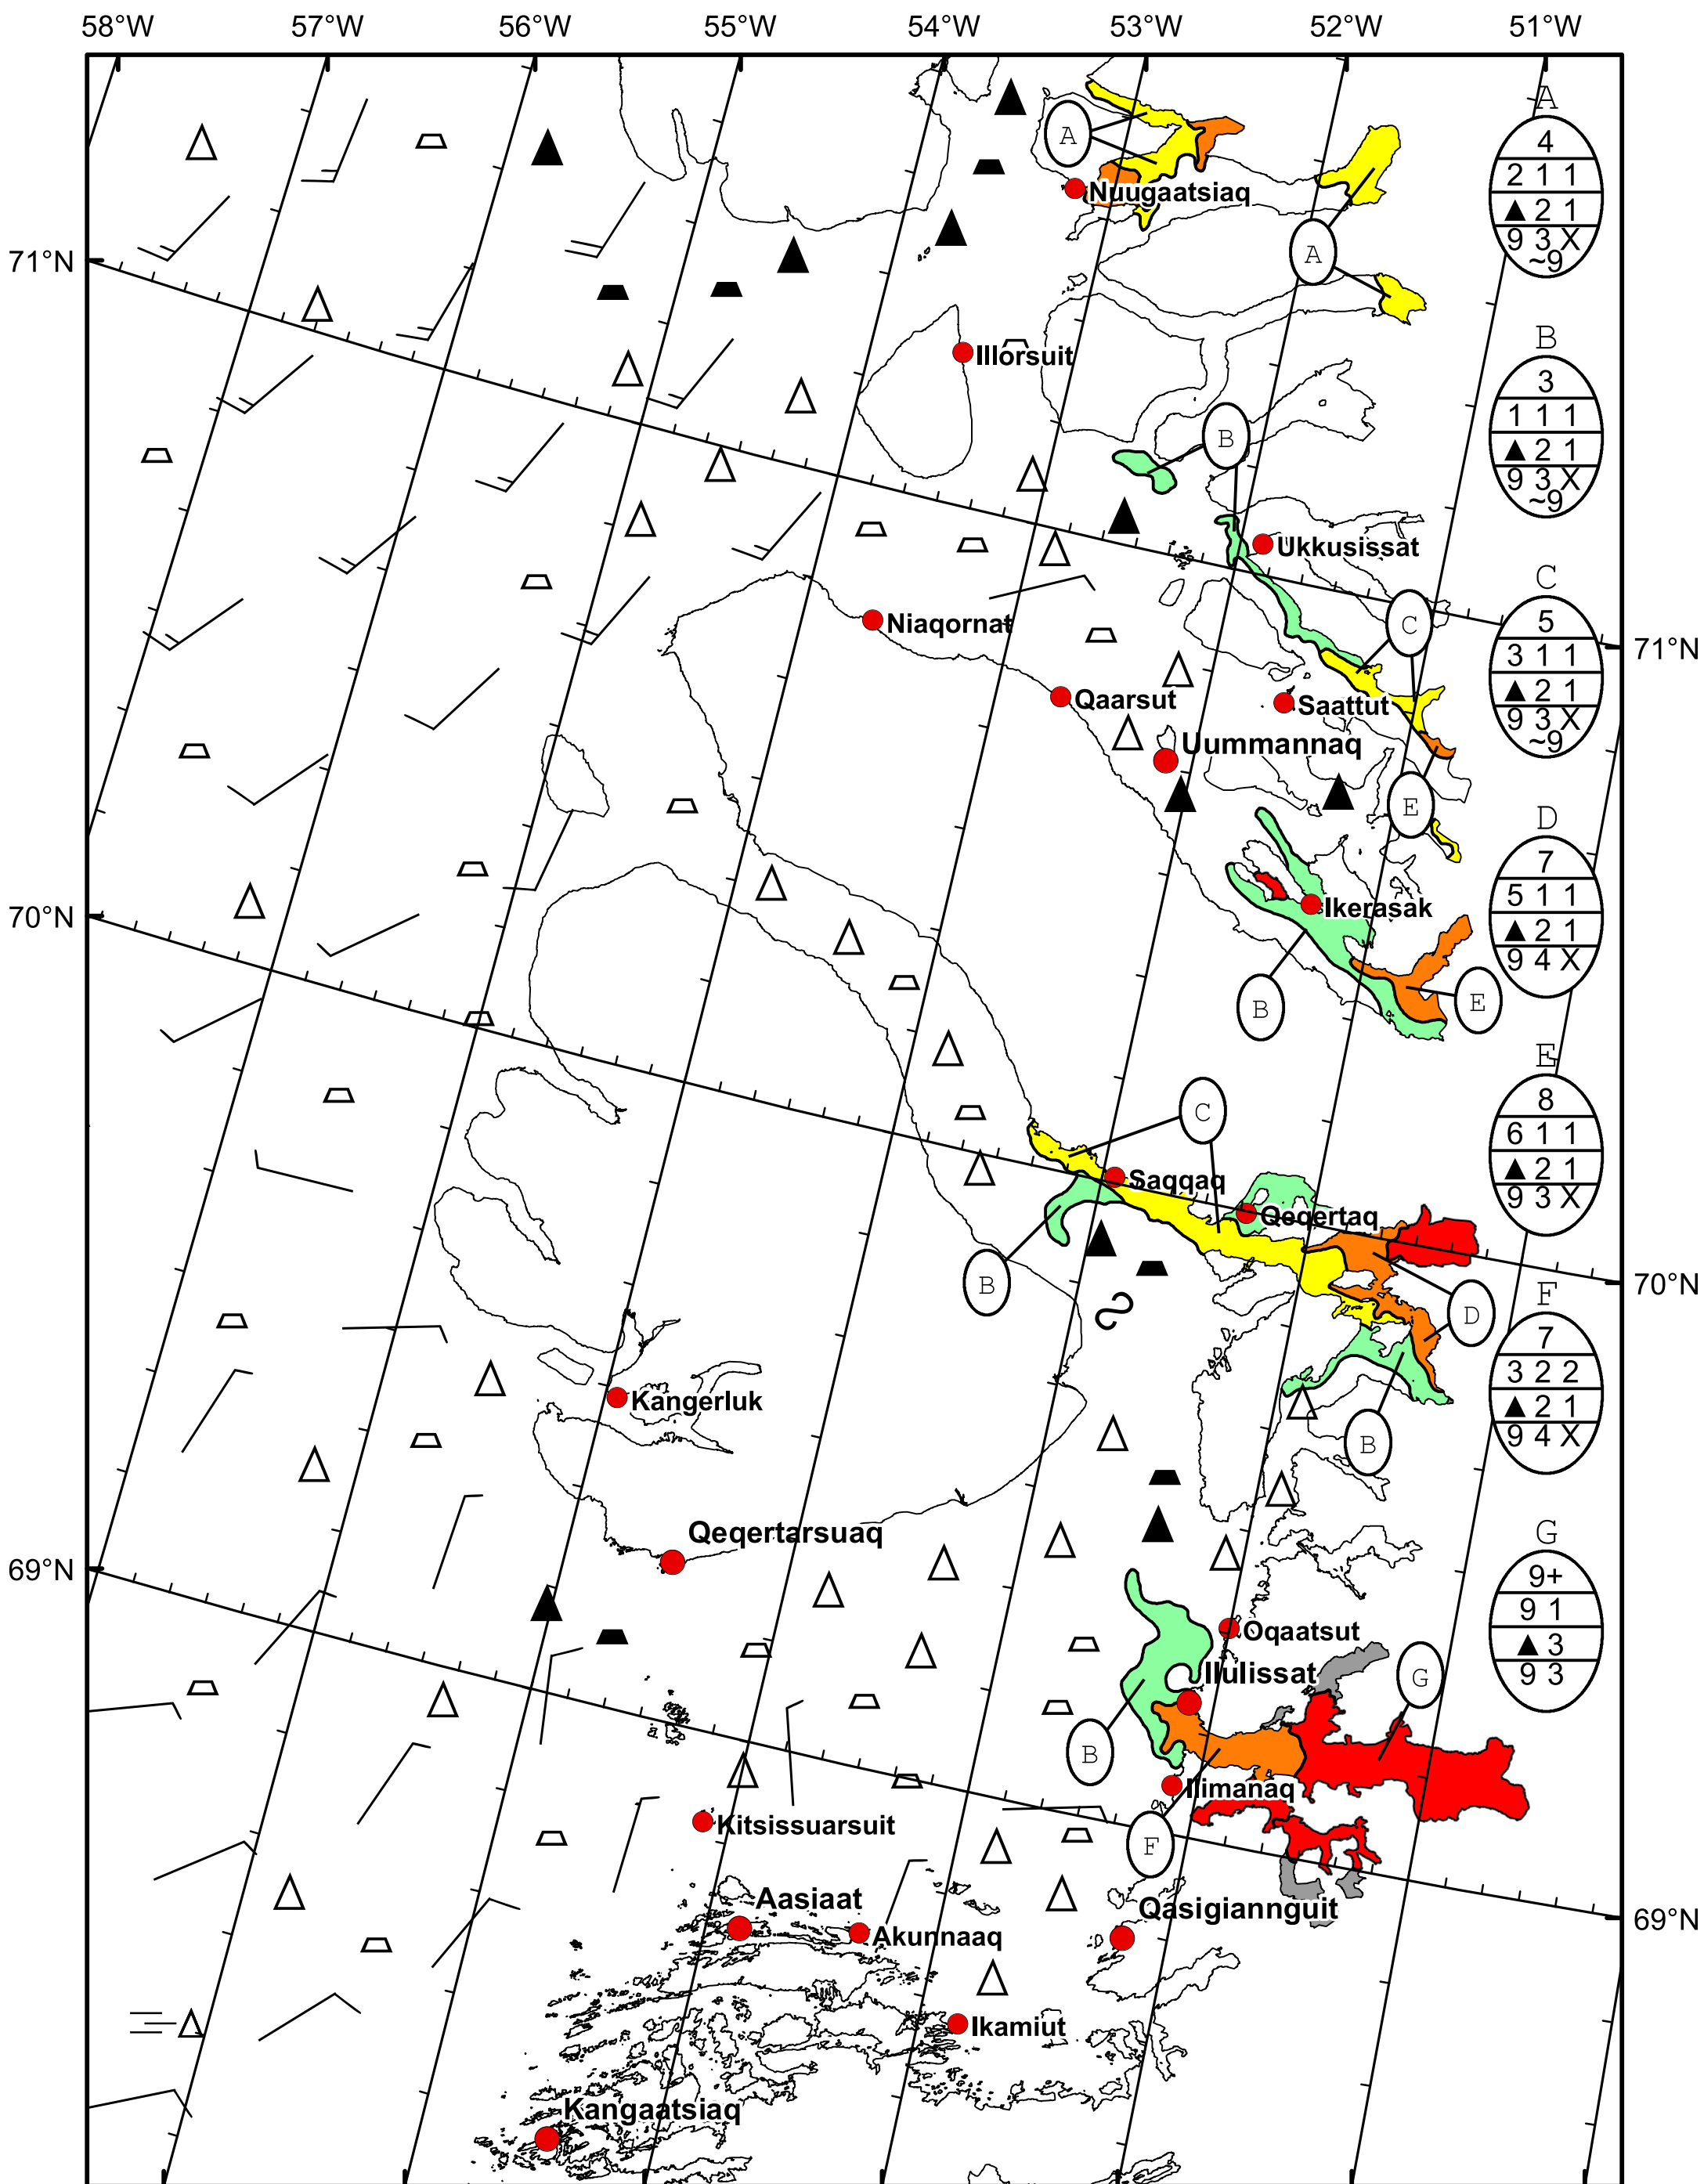 58°W 57°W 56°W 55°W 54°W 53°W 52°W 51°W
A
4
2 1 1
▲ 2 1
9 3 X
~9
A
Nuugaatsiaq
A
71°N
B
3
1 1 1
▲ 2 1
9 3 X
~9
Illorsuit
B
Ukkusissat
C
5
3 1 1
▲ 2 1
9 3 X
~9
C
Niaqornat
71°N
Qaarsut
Saattut
Uummannaq
E
D
7
5 1 1
▲ 2 1
9 4 X
Ikerasak
70°N
B
E
E
8
6 1 1
▲ 2 1
9 3 X
C
Saqqaq
Qeqertaq
B
70°N
D
F
7
3 2 2
▲ 2 1
9 4 X
Kangerluk
B
Qeqertarsuaq
69°N
G
9+
9 1
▲ 3
9 3
Oqaatsut
Ilulissat
G
B
Ilimanaq
Kitsissuarsuit
F
Aasiaat
Qasigiannguit
69°N
Akunnaaq
Ikamiut
Kangaatsiaq